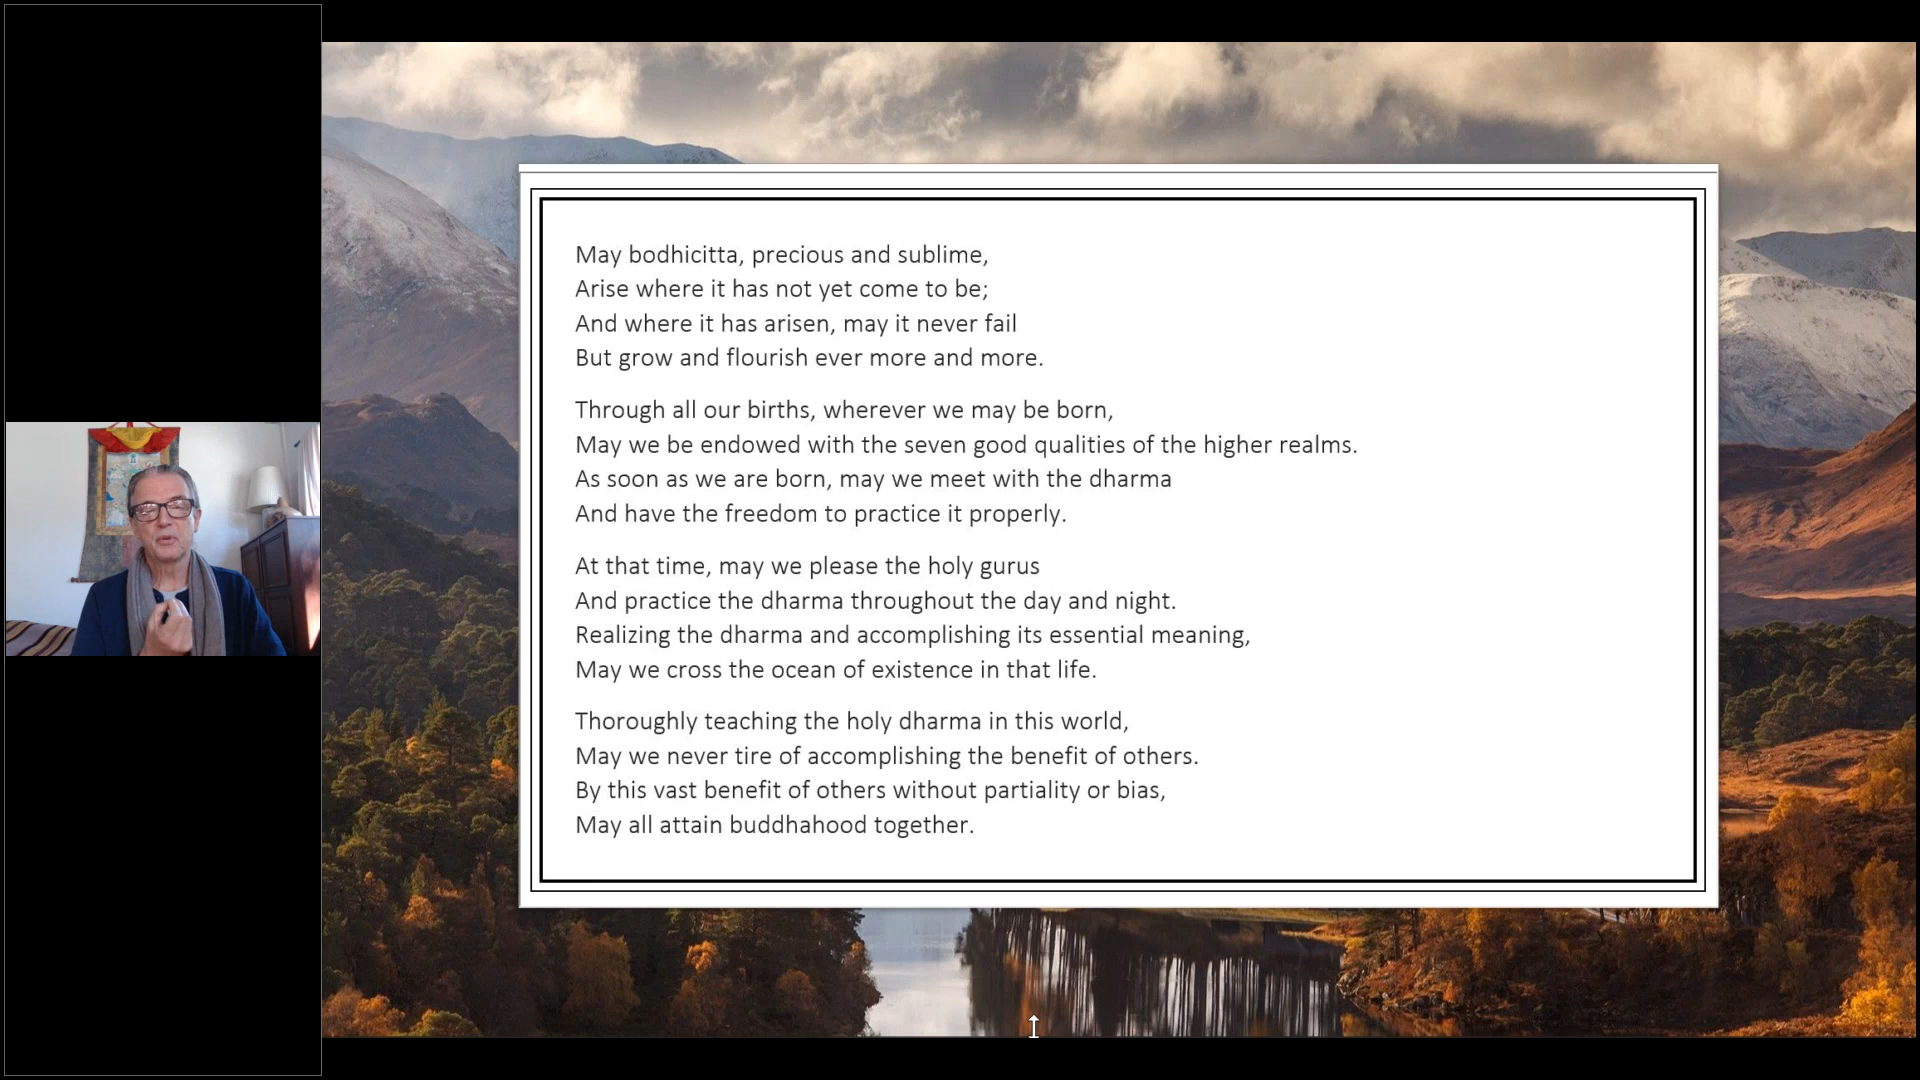 May bodhicitta, precious and sublime,
Arise where it has not yet come to be;
And where it has arisen, may it never fail
But grow and flourish ever more and more.
Through all our births, wherever we may be born,
May we be endowed with the seven good qualities of the higher realms.
As soon as we are born, may we meet with the dharma
And have the freedom to practice it properly.
At that time, may we please the holy gurus
And practice the dharma throughout the day and night.
Realizing the dharma and accomplishing its essential meaning,
May we cross the ocean of existence in that life.
Thoroughly teaching the holy dharma in this world,
May we never tire of accomplishing the benefit of others.
By this vast benefit of others without partiality or bias,
May all attain buddhahood together.